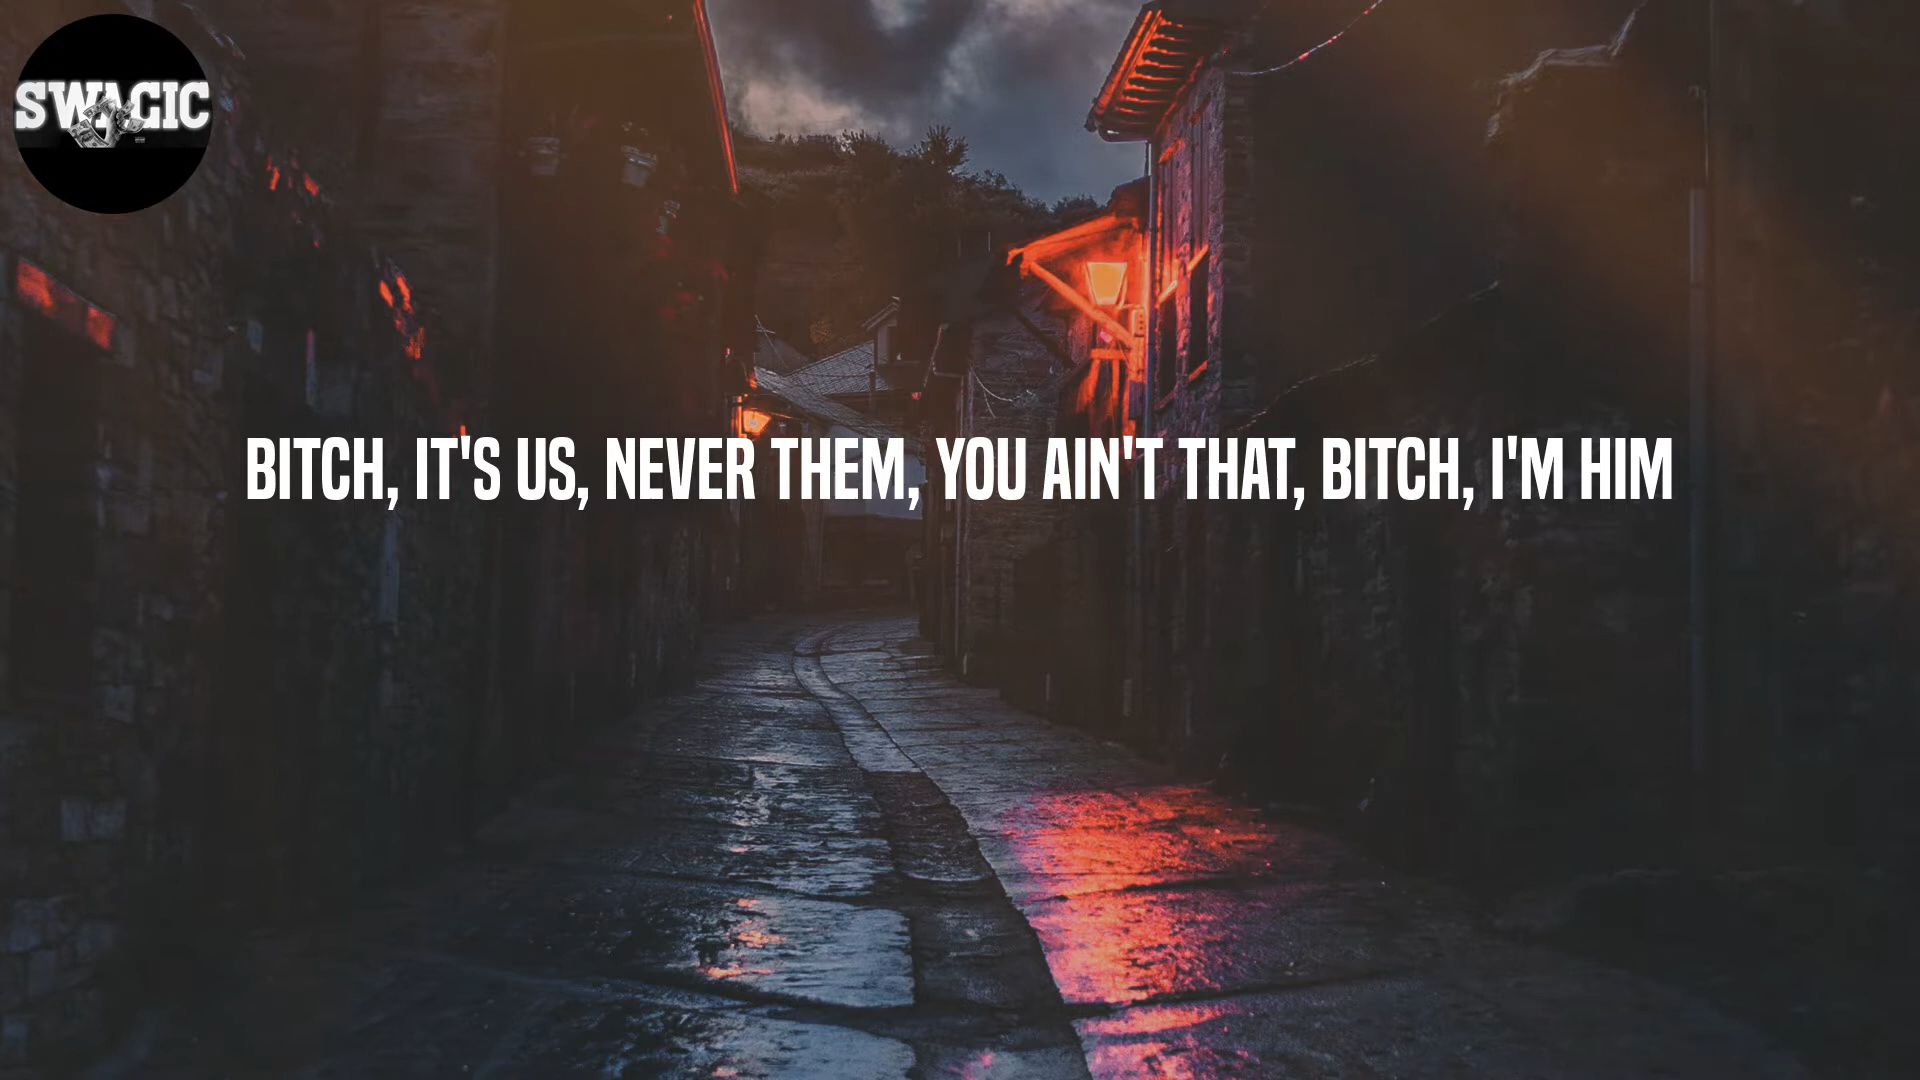 SWAGIC
BITCH, IT'S US, NEVER THEM, YOU AIN'T THAT, BITCH, I'M HIM